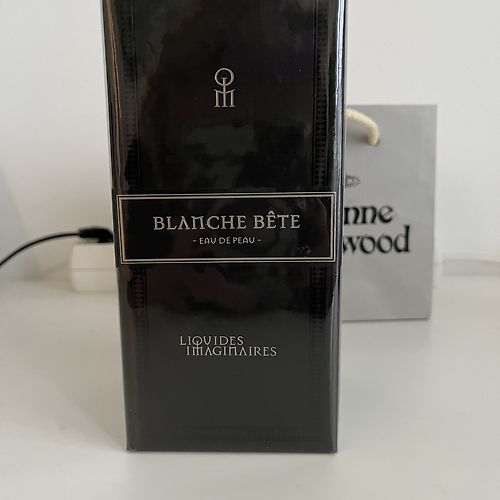 BLANCHE BÊTE
- EAU DE PEAU -
LIQUIDES
IMAGINAIRES
nne
wood